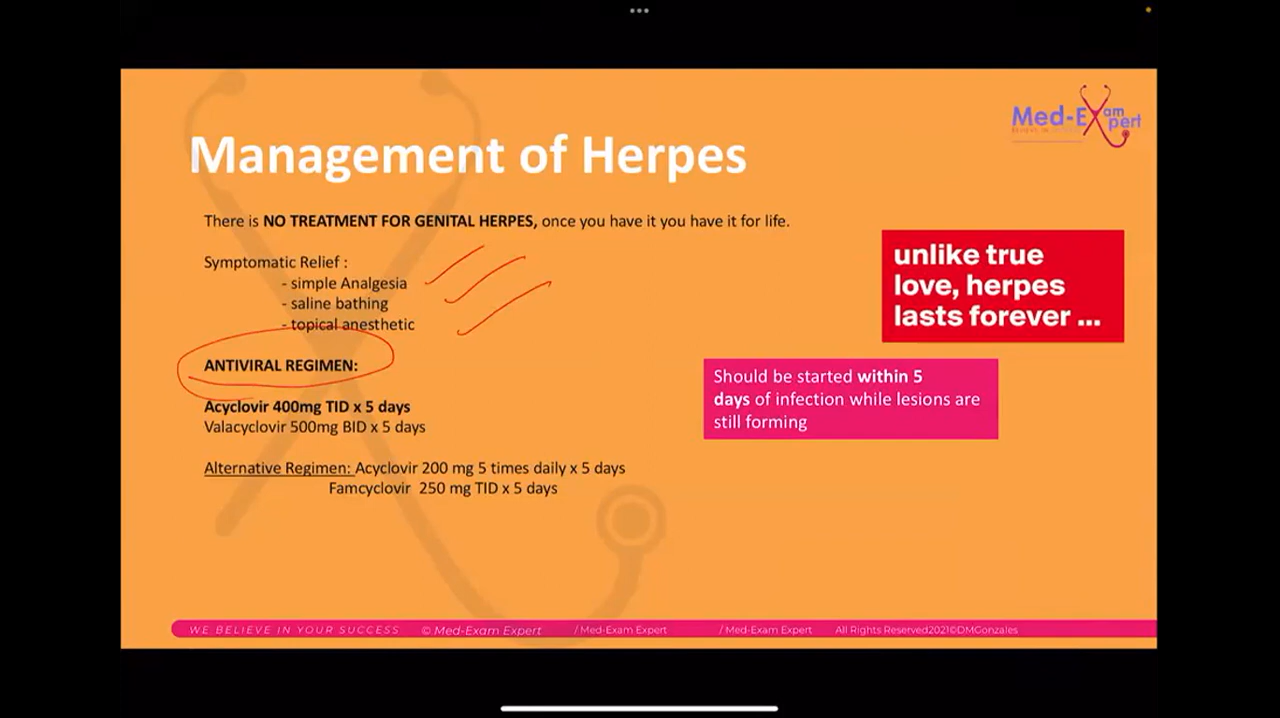 Med-Exam
Expert
Management of Herpes
There is NO TREATMENT FOR GENITAL HERPES, once you have it you have it for life.
Symptomatic Relief :
- simple Analgesia
- saline bathing
- topical anesthetic
unlike true
love, herpes
lasts forever ...
ANTIVIRAL REGIMEN:
Should be started within 5
days of infection while lesions are
still forming
Acyclovir 400mg TID x 5 days
Valacyclovir 500mg BID x 5 days
Alternative Regimen: Acyclovir 200 mg 5 times daily x 5 days
Famcyclovir 250 mg TID x 5 days
WE BELIEVE IN YOUR SUCCESS © Med-Exam Expert / Med-Exam Expert / Med-Exam Expert All Rights Reserved2021©DMGonzales